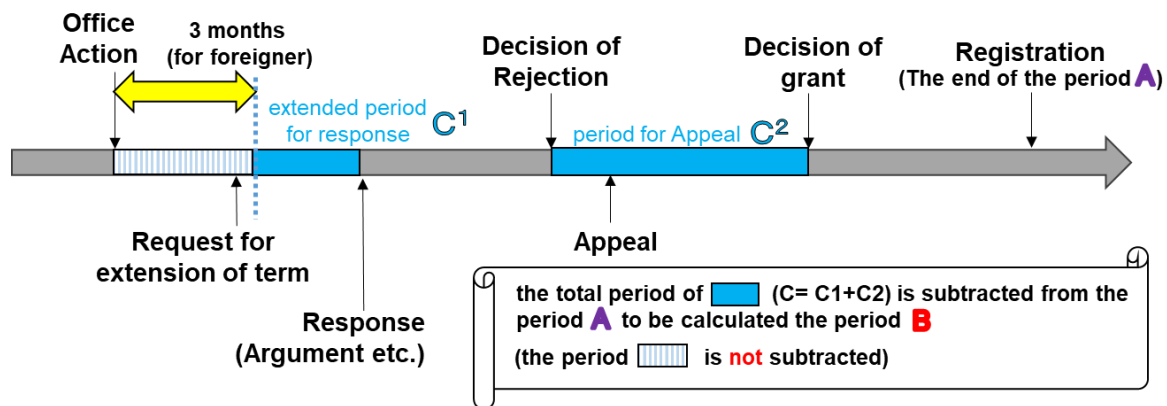 Office
Action
3 months
(for foreigner)
Decision of
Rejection
Decision of
grant
Registration
(The end of the period A)
extended period
for response C¹
period for Appeal C²
Request for
extension of term
Appeal
Response
(Argument etc.)
the total period of (C= C1+C2) is subtracted from the
period A to be calculated the period B
(the period is not subtracted)